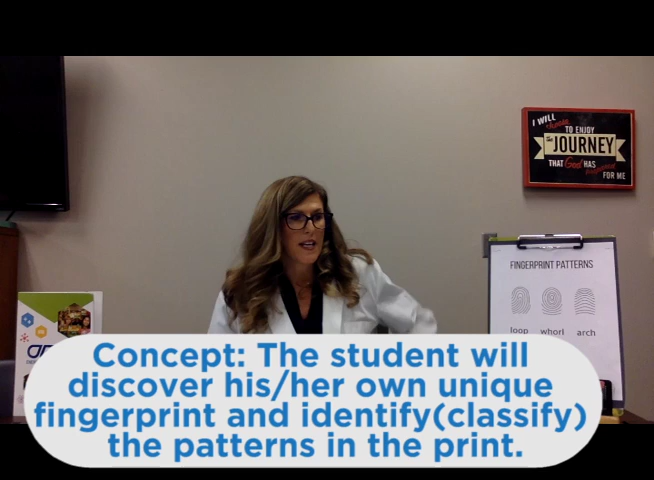 I WILL
choose
TO ENJOY
THE JOURNEY
THAT God HAS
FOR ME
FINGERPRINT PATTERNS
loop whorl arch
Concept: The student will
discover his/her own unique
fingerprint and identify(classify)
the patterns in the print.